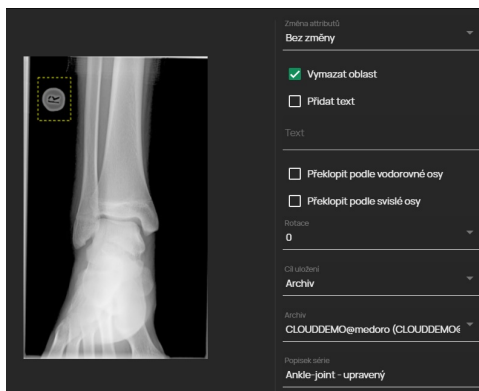 Změna atributů
Bez změny
Vymazat oblast
Přidat text
Text
Překlopit podle vodorovné osy
Překlopit podle svislé osy
Rotace
0
Cíl uložení
Archiv
Archiv
CLOUDDEMO@medoro (CLOUDDEMO@
Popisek série
Ankle-joint - upravený